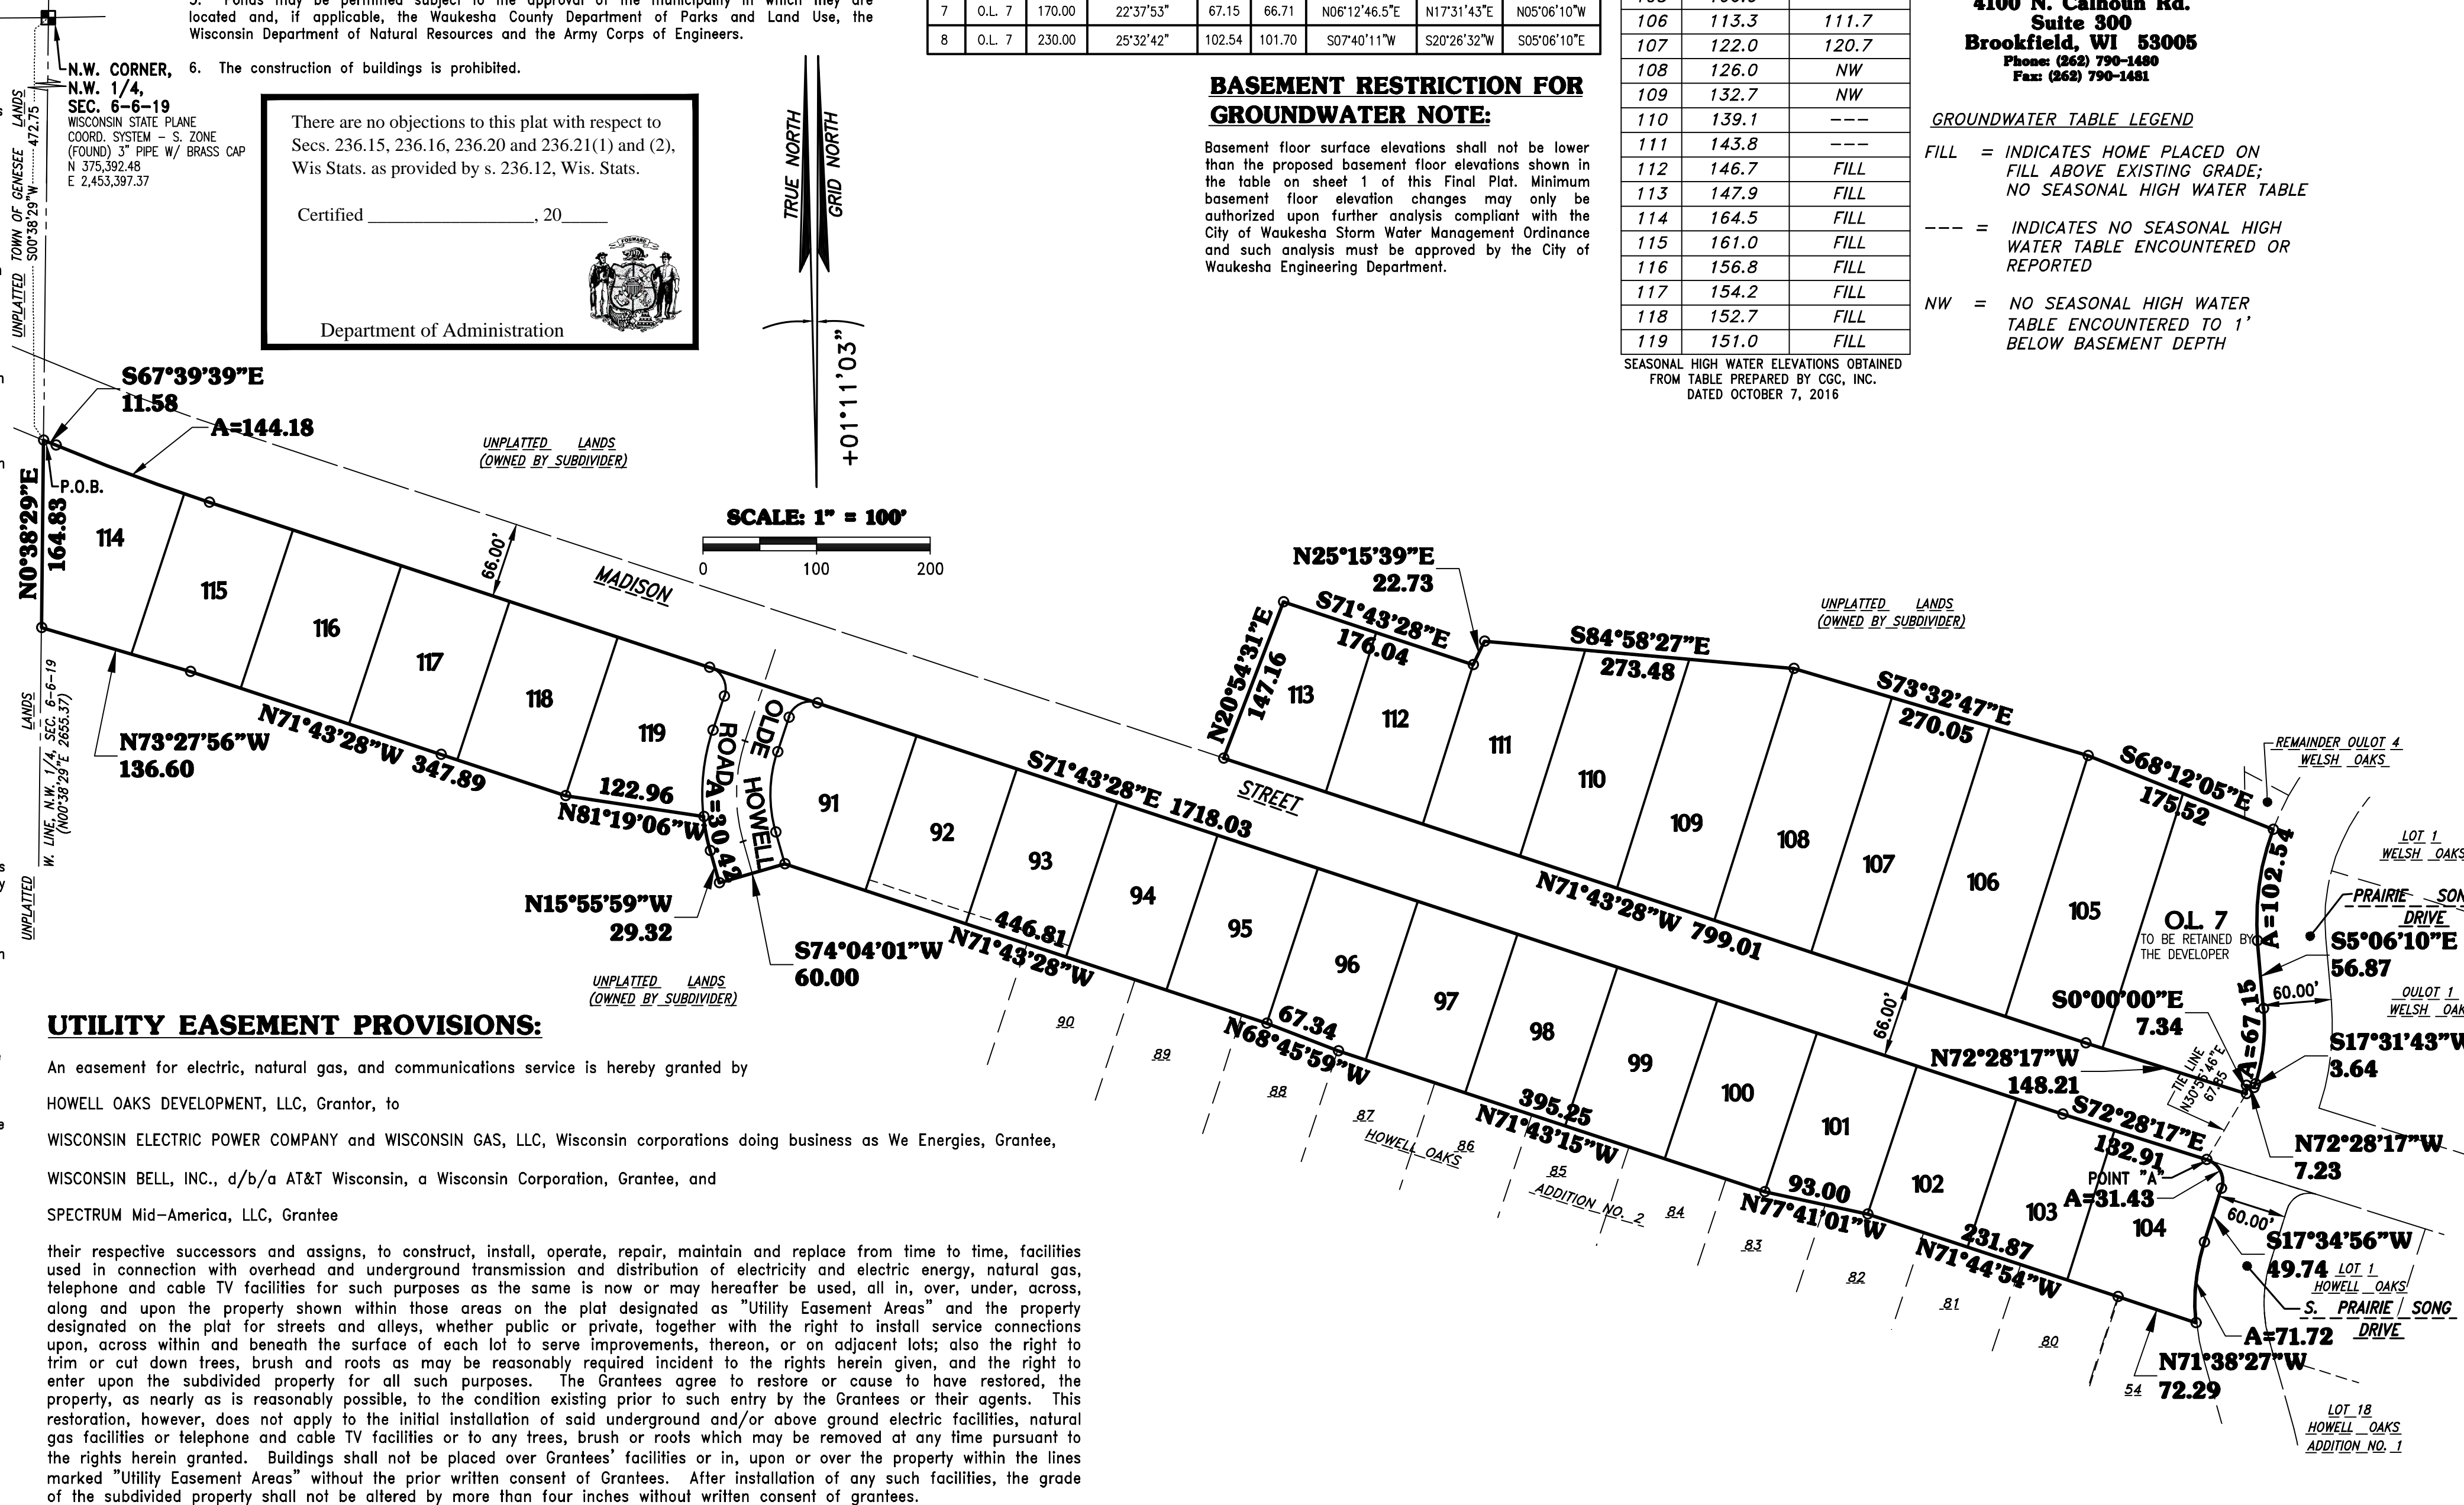 5. Ponds may be permitted subject to the approval of the municipality in which they are
located and, if applicable, the Waukesha County Department of Parks and Land Use, the
Wisconsin Department of Natural Resources and the Army Corps of Engineers.
6. The construction of buildings is prohibited.
N.W. CORNER,
N.W. 1/4,
SEC. 6-6-19
WISCONSIN STATE PLANE
COORD. SYSTEM - S. ZONE
(FOUND) 3" PIPE W/ BRASS CAP
N 375,392.48
E 2,453,397.37
UNPLATTED LANDS
TOWN OF GENESEE
S00°38'29"W 472.75
There are no objections to this plat with respect to
Secs. 236.15, 236.16, 236.20 and 236.21(1) and (2),
Wis Stats. as provided by s. 236.12, Wis. Stats.
Certified __________________, 20_____
FORWARD
Department of Administration
TRUE NORTH
GRID NORTH
+01°11'03"
7 O.L. 7 170.00 22°37'53" 67.15 66.71 N06°12'46.5"E N17°31'43"E N05°06'10"W
8 O.L. 7 230.00 25°32'42" 102.54 101.70 S07°40'11"W S20°26'32"W S05°06'10"E
BASEMENT RESTRICTION FOR
GROUNDWATER NOTE:
Basement floor surface elevations shall not be lower
than the proposed basement floor elevations shown in
the table on sheet 1 of this Final Plat. Minimum
basement floor elevation changes may only be
authorized upon further analysis compliant with the
City of Waukesha Storm Water Management Ordinance
and such analysis must be approved by the City of
Waukesha Engineering Department.
106 113.3 111.7
107 122.0 120.7
108 126.0 NW
109 132.7 NW
110 139.1 ---
111 143.8 ---
112 146.7 FILL
113 147.9 FILL
114 164.5 FILL
115 161.0 FILL
116 156.8 FILL
117 154.2 FILL
118 152.7 FILL
119 151.0 FILL
SEASONAL HIGH WATER ELEVATIONS OBTAINED
FROM TABLE PREPARED BY CGC, INC.
DATED OCTOBER 7, 2016
4100 N. Calhoun Rd.
Suite 300
Brookfield, WI 53005
Phone: (262) 790-1480
Fax: (262) 790-1481
GROUNDWATER TABLE LEGEND
FILL = INDICATES HOME PLACED ON
FILL ABOVE EXISTING GRADE;
NO SEASONAL HIGH WATER TABLE
--- = INDICATES NO SEASONAL HIGH
WATER TABLE ENCOUNTERED OR
REPORTED
NW = NO SEASONAL HIGH WATER
TABLE ENCOUNTERED TO 1'
BELOW BASEMENT DEPTH
S67°39'39"E
11.58
A=144.18
UNPLATTED LANDS
(OWNED BY SUBDIVIDER)
P.O.B.
N0°38'29"E
164.83
SCALE: 1" = 100'
0 100 200
66.00'
MADISON
STREET
114
115
116
117
118
119
UNPLATTED LANDS
W. LINE, N.W. 1/4, SEC. 6-6-19
(N00°38'29"E 2655.37)
N73°27'56"W
136.60
N71°43'28"W 347.89
122.96
N81°19'06"W
A=30.42
OLDE HOWELL
ROAD
N15°55'59"W
29.32
S74°04'01"W
60.00
UNPLATTED LANDS
(OWNED BY SUBDIVIDER)
N25°15'39"E
22.73
S71°43'28"E
176.04
N20°54'31"E
147.16
S84°58'27"E
273.48
UNPLATTED LANDS
(OWNED BY SUBDIVIDER)
S73°32'47"E
270.05
S68°12'05"E
175.52
REMAINDER OULOT 4
WELSH OAKS
113
112
111
110
109
108
107
106
105
O.L. 7
TO BE RETAINED BY
THE DEVELOPER
A=102.54
LOT 1
WELSH OAKS
PRAIRIE SONG
DRIVE
S5°06'10"E
56.87
60.00'
OULOT 1
WELSH OAKS
A=67.15
S0°00'00"E
7.34
S17°31'43"W
3.64
N72°28'17"W
148.21
TIE LINE
N30°55'46"E
67.85
N72°28'17"W
7.23
S71°43'28"E 1718.03
N71°43'28"W 799.01
66.00'
91
92
93
94
95
96
97
98
99
100
101
102
103
104
446.81
N71°43'28"W
67.34
N68°45'59"W
395.25
N71°43'15"W
93.00
N77°41'01"W
231.87
N71°44'54"W
S72°28'17"E
132.91
POINT "A"
A=31.43
60.00'
S17°34'56"W
49.74
LOT 1
HOWELL OAKS
S. PRAIRIE SONG
DRIVE
A=71.72
N71°38'27"W
72.29
LOT 18
HOWELL OAKS
ADDITION NO. 1
90
89
88
87
86
85
84
83
82
81
80
54
HOWELL OAKS
ADDITION NO. 2
UNPLATTED
UTILITY EASEMENT PROVISIONS:
An easement for electric, natural gas, and communications service is hereby granted by
HOWELL OAKS DEVELOPMENT, LLC, Grantor, to
WISCONSIN ELECTRIC POWER COMPANY and WISCONSIN GAS, LLC, Wisconsin corporations doing business as We Energies, Grantee,
WISCONSIN BELL, INC., d/b/a AT&T Wisconsin, a Wisconsin Corporation, Grantee, and
SPECTRUM Mid-America, LLC, Grantee
their respective successors and assigns, to construct, install, operate, repair, maintain and replace from time to time, facilities
used in connection with overhead and underground transmission and distribution of electricity and electric energy, natural gas,
telephone and cable TV facilities for such purposes as the same is now or may hereafter be used, all in, over, under, across,
along and upon the property shown within those areas on the plat designated as "Utility Easement Areas" and the property
designated on the plat for streets and alleys, whether public or private, together with the right to install service connections
upon, across within and beneath the surface of each lot to serve improvements, thereon, or on adjacent lots; also the right to
trim or cut down trees, brush and roots as may be reasonably required incident to the rights herein given, and the right to
enter upon the subdivided property for all such purposes. The Grantees agree to restore or cause to have restored, the
property, as nearly as is reasonably possible, to the condition existing prior to such entry by the Grantees or their agents. This
restoration, however, does not apply to the initial installation of said underground and/or above ground electric facilities, natural
gas facilities or telephone and cable TV facilities or to any trees, brush or roots which may be removed at any time pursuant to
the rights herein granted. Buildings shall not be placed over Grantees' facilities or in, upon or over the property within the lines
marked "Utility Easement Areas" without the prior written consent of Grantees. After installation of any such facilities, the grade
of the subdivided property shall not be altered by more than four inches without written consent of grantees.